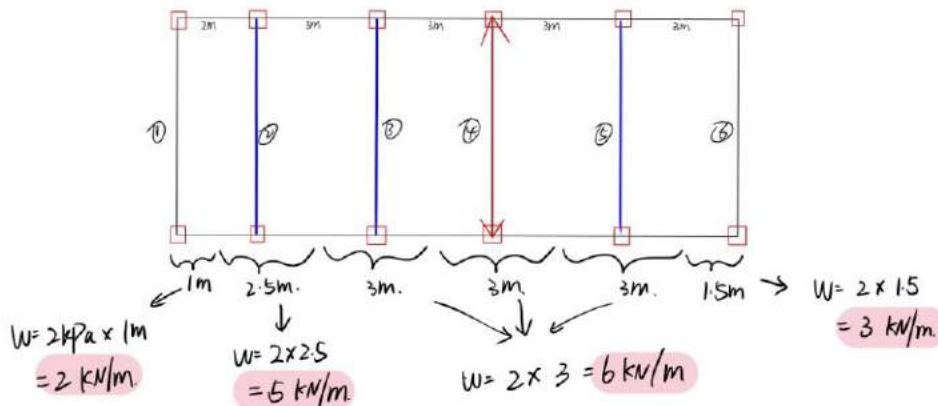 2m 3m 3m 3m 3m
① ② ③ ④ ⑤ ⑥
1m 2.5m. 3m. 3m. 3m. 1.5m
W= 2kPa x 1m
= 2 KN/m.
W= 2x2.5
= 5 KN/m.
W= 2 x 3 = 6 KN/m
W= 2 x 1.5
= 3 KN/m.